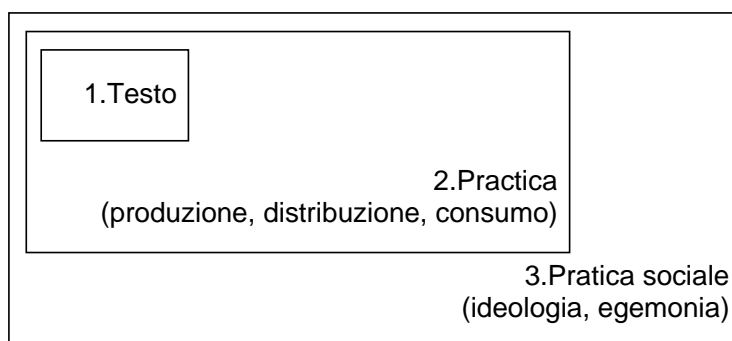 1.Testo
2.Practica
(produzione, distribuzione, consumo)
3.Pratica sociale
(ideologia, egemonia)